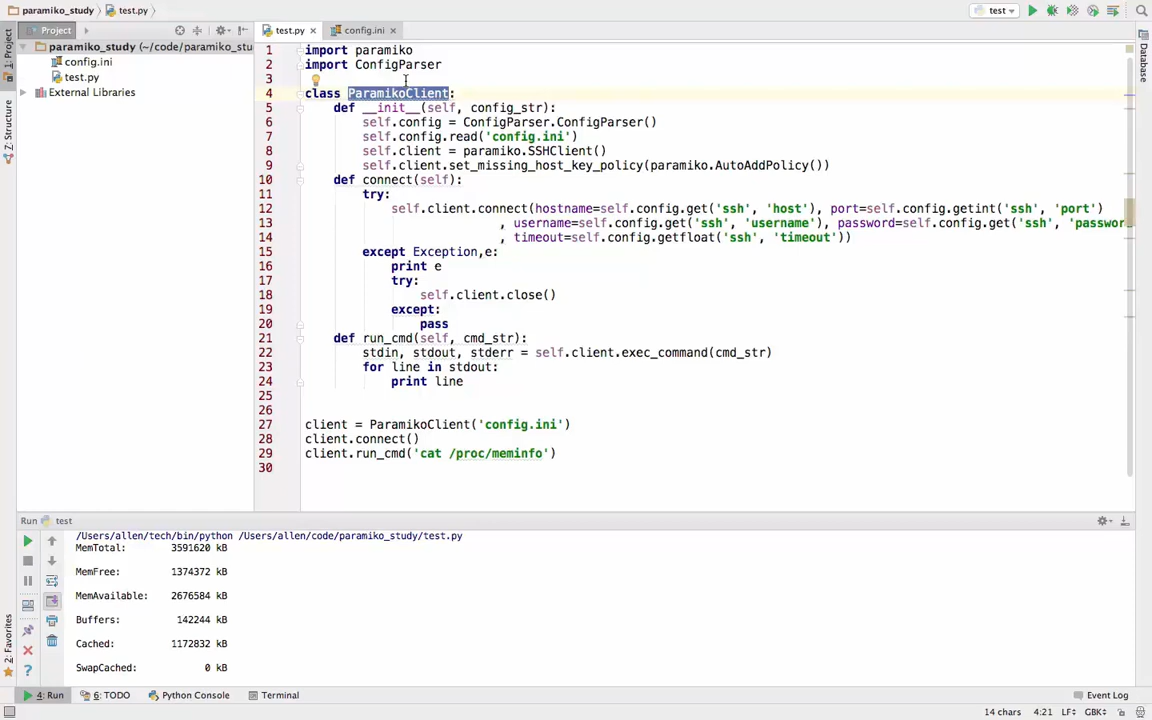 paramiko_study
test.py
test
Project
test.py
config.ini
1: Project
Z: Structure
2: Favorites
Database
paramiko_study (~/code/paramiko_stu
config.ini
test.py
External Libraries
1 import paramiko
2 import ConfigParser
3
4 class ParamikoClient:
5 def __init__(self, config_str):
6 self.config = ConfigParser.ConfigParser()
7 self.config.read('config.ini')
8 self.client = paramiko.SSHClient()
9 self.client.set_missing_host_key_policy(paramiko.AutoAddPolicy())
10 def connect(self):
11 try:
12 self.client.connect(hostname=self.config.get('ssh', 'host'), port=self.config.getint('ssh', 'port')
13 , username=self.config.get('ssh', 'username'), password=self.config.get('ssh', 'passwor
14 , timeout=self.config.getfloat('ssh', 'timeout'))
15 except Exception,e:
16 print e
17 try:
18 self.client.close()
19 except:
20 pass
21 def run_cmd(self, cmd_str):
22 stdin, stdout, stderr = self.client.exec_command(cmd_str)
23 for line in stdout:
24 print line
25
26
27 client = ParamikoClient('config.ini')
28 client.connect()
29 client.run_cmd('cat /proc/meminfo')
30
Run test
/Users/allen/tech/bin/python /Users/allen/code/paramiko_study/test.py
MemTotal: 3591620 kB
MemFree: 1374372 kB
MemAvailable: 2676584 kB
Buffers: 142244 kB
Cached: 1172832 kB
SwapCached: 0 kB
4: Run
6: TODO
Python Console
Terminal
Event Log
14 chars 4:21 LF÷ GBK÷